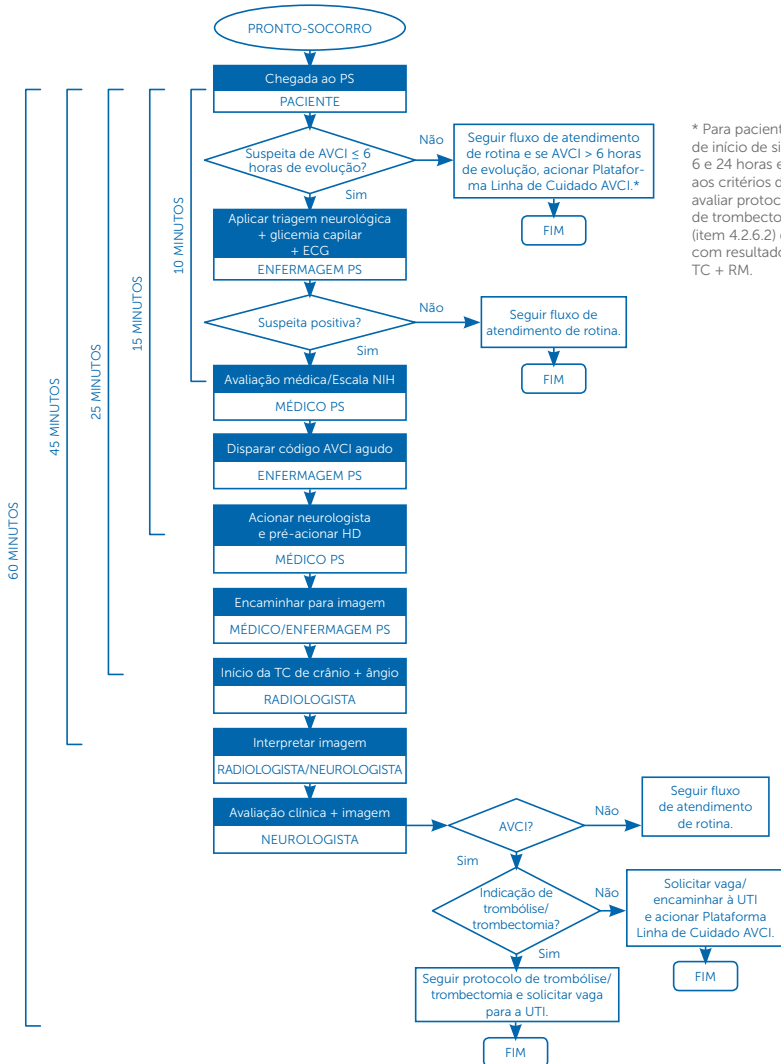 PRONTO-SOCORRO
Chegada ao PS
PACIENTE
Suspeita de AVCI ≤ 6
horas de evolução?
Não
Seguir fluxo de atendimento
de rotina e se AVCI > 6 horas
de evolução, acionar Platafor-
ma Linha de Cuidado AVCI.*
FIM
* Para pacient
de início de si
6 e 24 horas e
aos critérios d
avaliar protoc
de trombecto
(item 4.2.6.2)
com resultado
TC + RM.
Sim
Aplicar triagem neurológica
+ glicemia capilar
+ ECG
ENFERMAGEM PS
Suspeita positiva?
Não
Seguir fluxo de
atendimento de rotina.
FIM
Sim
Avaliação médica/Escala NIH
MÉDICO PS
Disparar código AVCI agudo
ENFERMAGEM PS
Acionar neurologista
e pré-acionar HD
MÉDICO PS
Encaminhar para imagem
MÉDICO/ENFERMAGEM PS
Início da TC de crânio + ângio
RADIOLOGISTA
Interpretar imagem
RADIOLOGISTA/NEUROLOGISTA
Avaliação clínica + imagem
NEUROLOGISTA
AVCI?
Não
Seguir fluxo
de atendimento
de rotina.
Sim
Indicação de
trombólise/
trombectomia?
Não
Solicitar vaga/
encaminhar à UTI
e acionar Plataforma
Linha de Cuidado AVCI.
FIM
Sim
Seguir protocolo de trombólise/
trombectomia e solicitar vaga
para a UTI.
FIM
10 MINUTOS
15 MINUTOS
25 MINUTOS
45 MINUTOS
60 MINUTOS